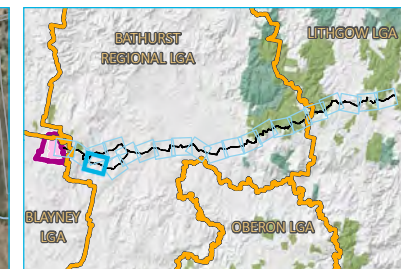 LITHGOW LGA
BATHURST
REGIONAL LGA
BLAYNEY
LGA
OBERON LGA